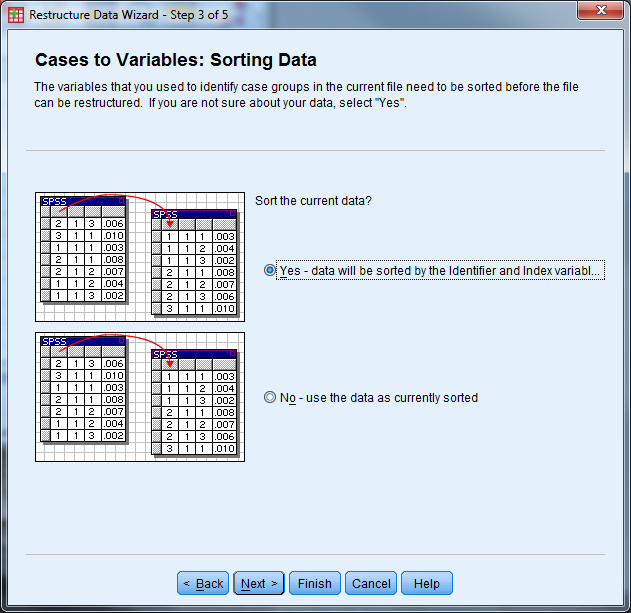 Restructure Data Wizard - Step 3 of 5
Cases to Variables: Sorting Data
The variables that you used to identify case groups in the current file need to be sorted before the file
can be restructured.  If you are not sure about your data, select "Yes".
SPSS
2 1 3 .006
3 1 1 .010
1 1 1 .003
2 1 1 .008
2 1 2 .007
1 1 2 .004
1 1 3 .002
SPSS
1 1 1 .003
1 1 2 .004
1 1 3 .002
2 1 1 .008
2 1 2 .007
2 1 3 .006
3 1 1 .010
Sort the current data?
Yes - data will be sorted by the Identifier and Index variabl...
SPSS
2 1 3 .006
3 1 1 .010
1 1 1 .003
2 1 1 .008
2 1 2 .007
1 1 2 .004
1 1 3 .002
SPSS
1 1 1 .003
1 1 2 .004
1 1 3 .002
2 1 1 .008
2 1 2 .007
2 1 3 .006
3 1 1 .010
No - use the data as currently sorted
< Back
Next >
Finish
Cancel
Help